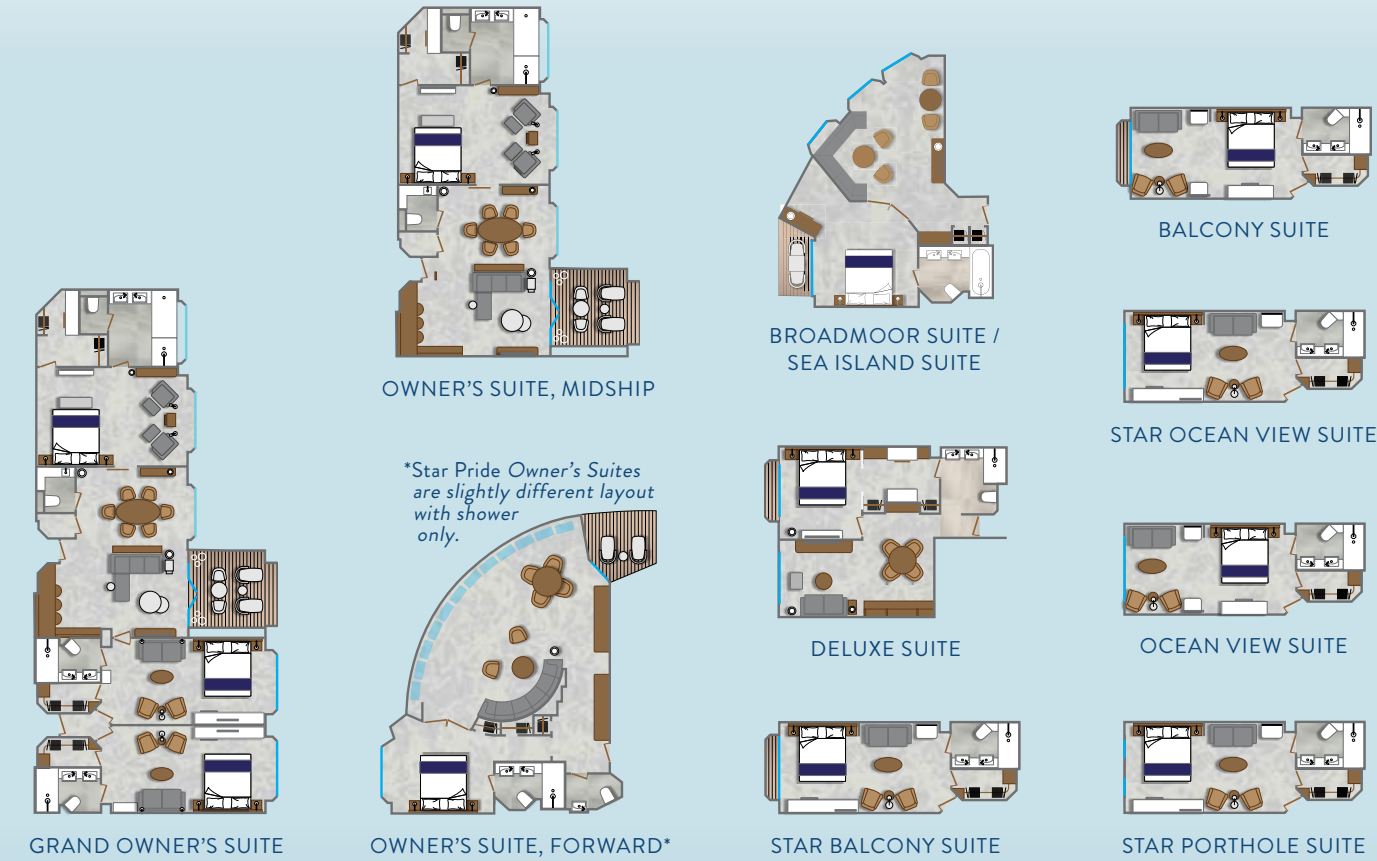 GRAND OWNER'S SUITE
OWNER'S SUITE, MIDSHIP
*Star Pride Owner's Suites
are slightly different layout
with shower
only.
OWNER'S SUITE, FORWARD*
BROADMOOR SUITE /
SEA ISLAND SUITE
DELUXE SUITE
STAR BALCONY SUITE
BALCONY SUITE
STAR OCEAN VIEW SUITE
OCEAN VIEW SUITE
STAR PORTHOLE SUITE